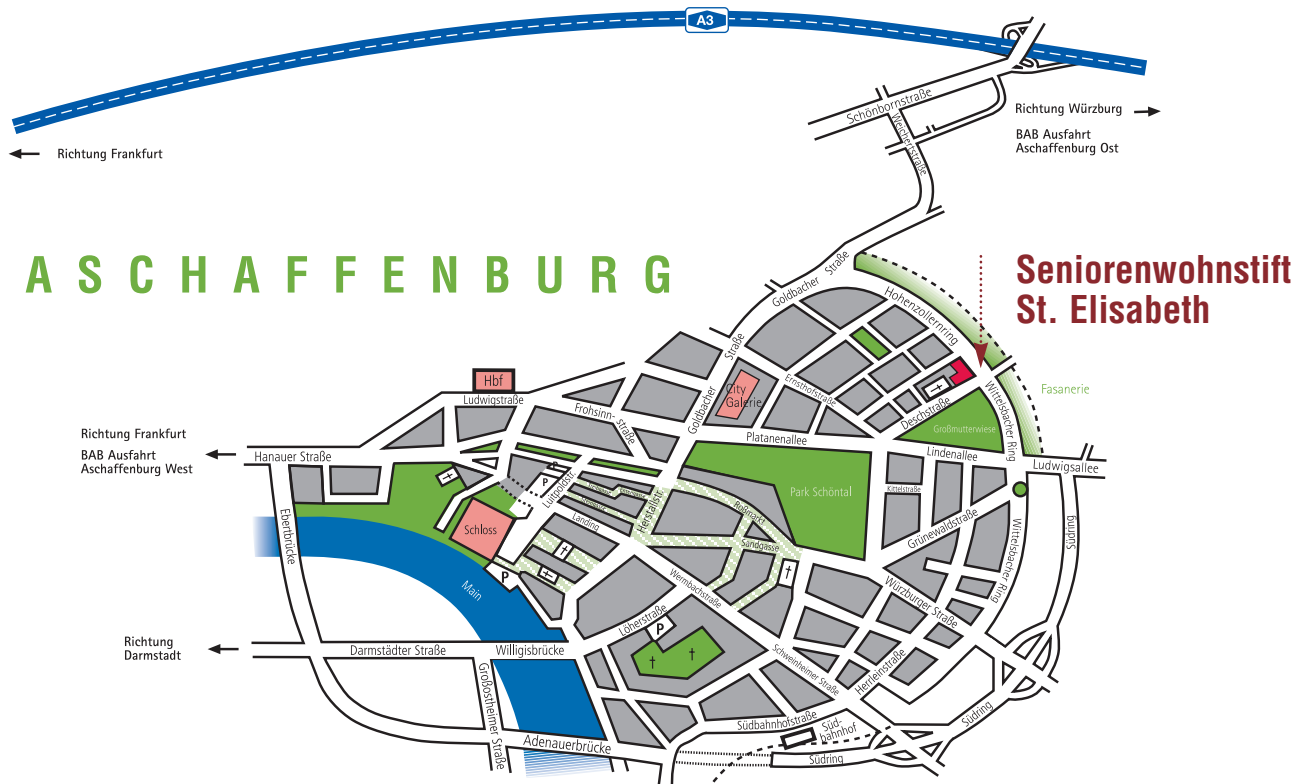 A3
Schönbornstraße
Weichertstraße
Richtung Würzburg
BAB Ausfahrt
Aschaffenburg Ost
Richtung Frankfurt
ASCHAFFENBURG
Seniorenwohnstift
St. Elisabeth
Goldbacher Straße
Hohenzollernring
Goldbacher Straße
City
Galerie
Ernsthofstraße
Deschstraße
Wittelsbacher Ring
Fasanerie
Großmutterwiese
Hbf
Ludwigstraße
Frohsinn-straße
Platanenallee
Lindenallee
Ludwigsallee
Richtung Frankfurt
BAB Ausfahrt
Aschaffenburg West
Hanauer Straße
P
P
Luitpoldstr.
Herstallstr.
Park Schöntal
Kittelstraße
Roßmarkt
Sandgasse
Landing
Schloss
Grünewaldstraße
Wittelsbacher Ring
Südring
Ebertbrücke
Main
P
Wermbachstraße
Würzburger Straße
Löherstraße
P
Richtung
Darmstadt
Darmstädter Straße
Willigisbrücke
Großostheimer Straße
Schweinheimer Straße
Herrleinstraße
Südbahnhofstraße
Süd-
bahnhof
Südring
Adenauerbrücke
Südring